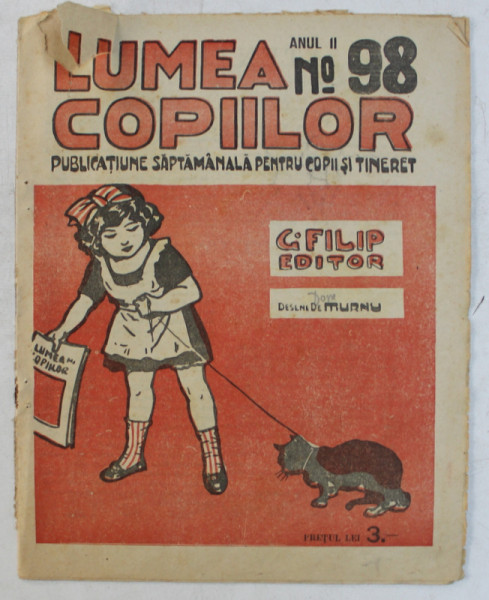 LUMEA
ANUL II
No 98
COPIILOR
PUBLICAȚIUNE SĂPTĂMÂNALĂ PENTRU COPII ȘI TINERET
G. FILIP
EDITOR
DESENE DE MURNU
LUMEA
COPIILOR
PREȚUL LEI 3.—